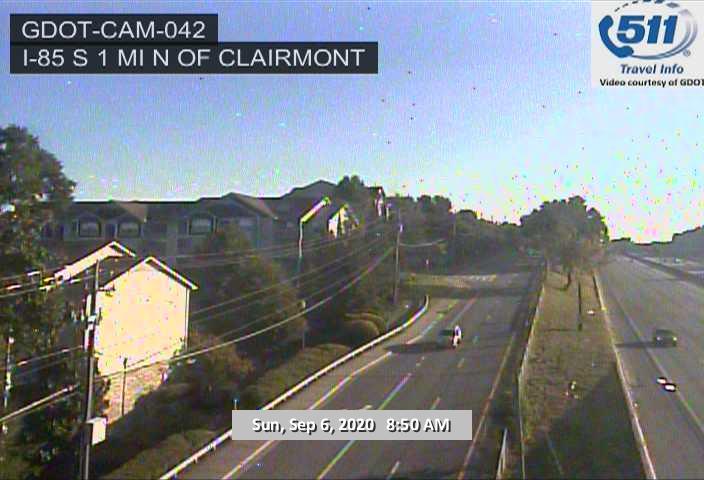 GDOT-CAM-042
I-85 S 1 MI N OF CLAIRMONT
511
Travel Info
Video courtesy of GDOT
Sun, Sep 6, 2020 8:50 AM